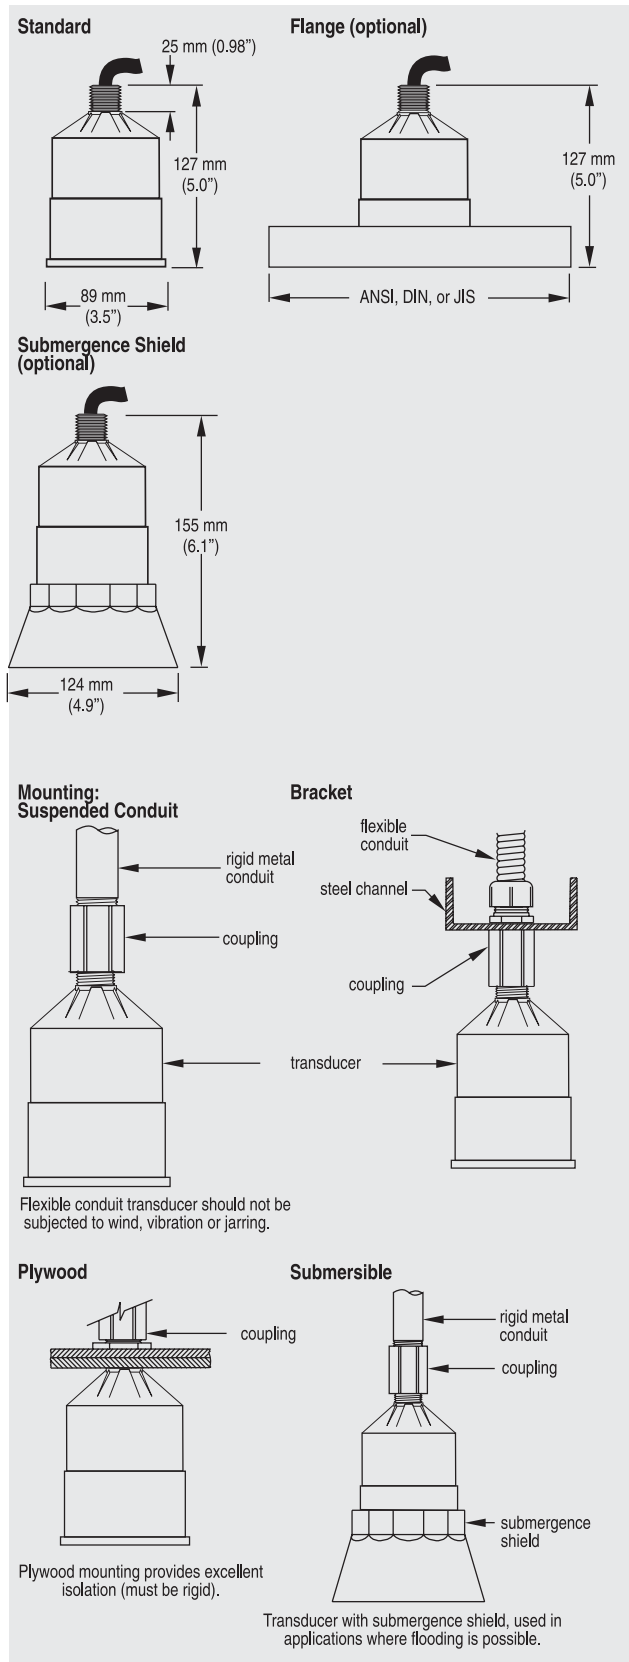 Standard
25 mm (0.98”)
127 mm
(5.0”)
89 mm
(3.5”)
Flange (optional)
127 mm
(5.0”)
ANSI, DIN, or JIS
Submergence Shield
(optional)
155 mm
(6.1”)
124 mm
(4.9”)
Mounting:
Suspended Conduit
rigid metal
conduit
coupling
transducer
Flexible conduit transducer should not be
subjected to wind, vibration or jarring.
Bracket
flexible
conduit
steel channel
coupling
Plywood
coupling
Plywood mounting provides excellent
isolation (must be rigid).
Submersible
rigid metal
conduit
coupling
submergence
shield
Transducer with submergence shield, used in
applications where flooding is possible.